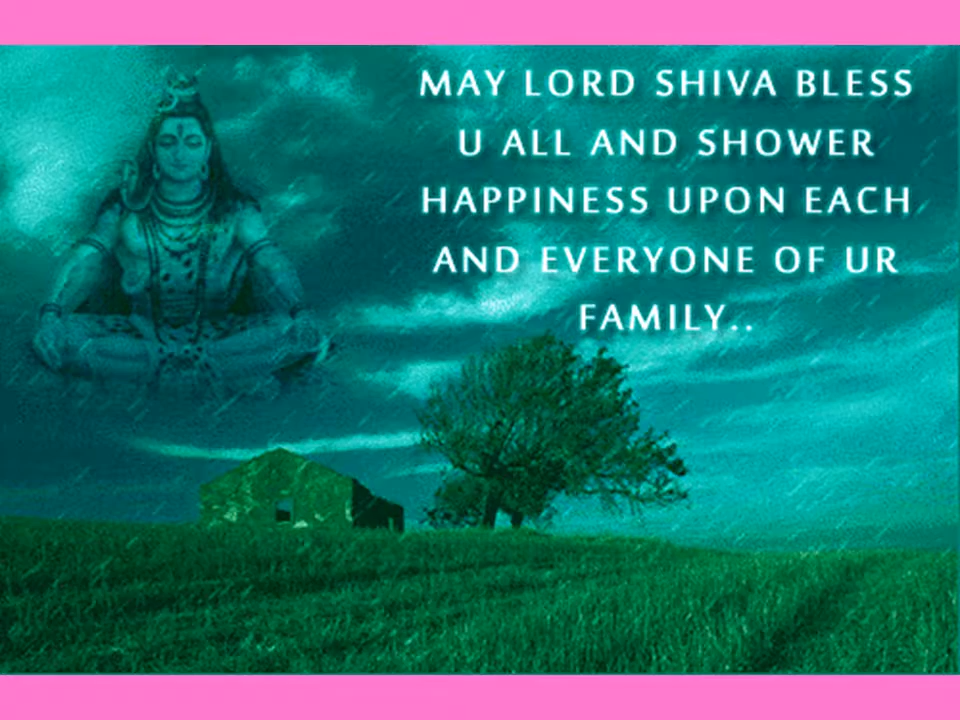 MAY LORD SHIVA BLESS
U ALL AND SHOWER
HAPPINESS UPON EACH
AND EVERYONE OF UR
FAMILY..